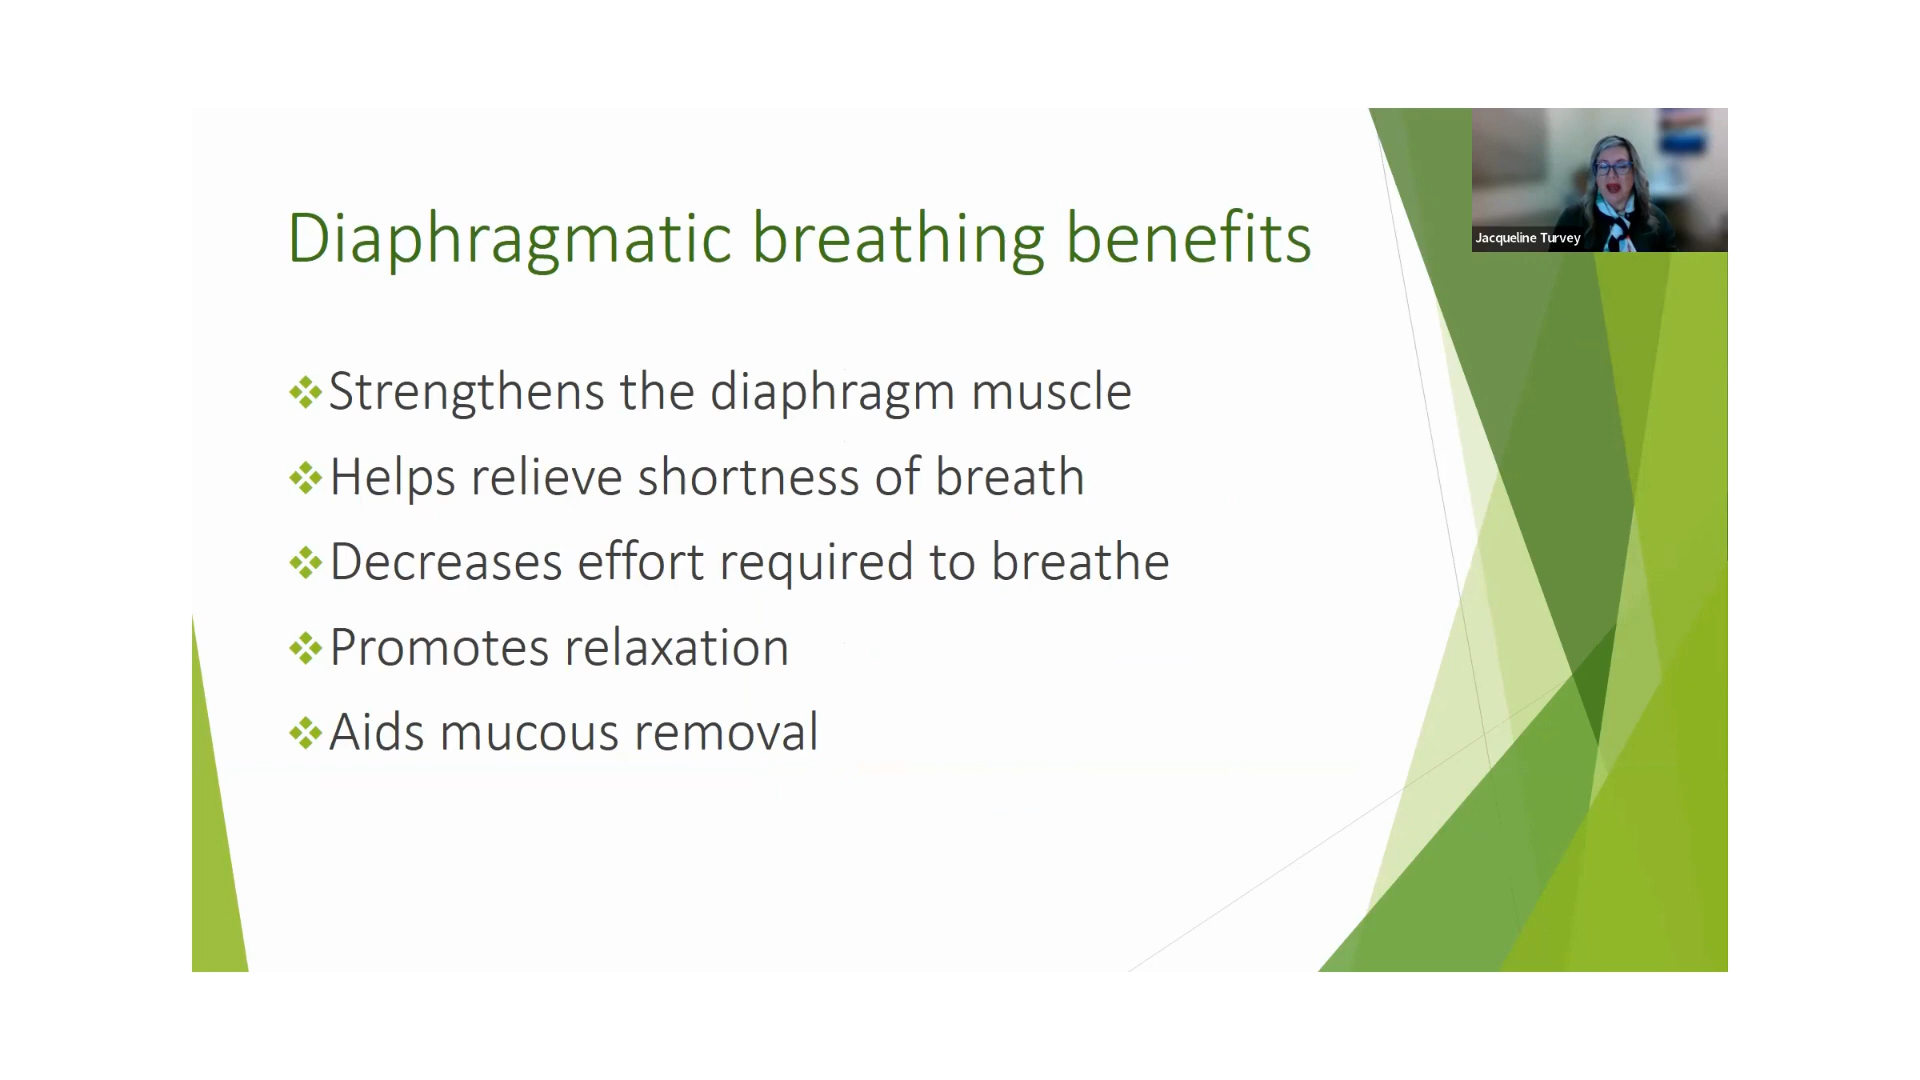 Diaphragmatic breathing benefits
Strengthens the diaphragm muscle
Helps relieve shortness of breath
Decreases effort required to breathe
Promotes relaxation
Aids mucous removal
Jacqueline Turvey